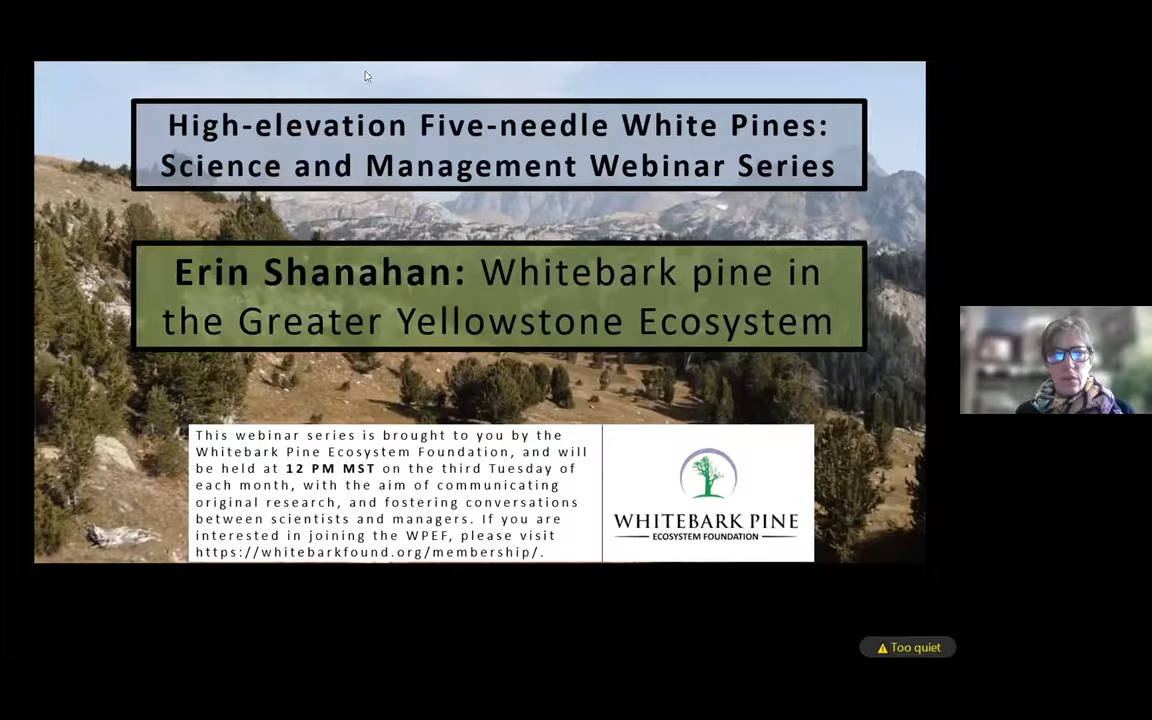 High-elevation Five-needle White Pines:
Science and Management Webinar Series
Erin Shanahan: Whitebark pine in
the Greater Yellowstone Ecosystem
This webinar series is brought to you by the
Whitebark Pine Ecosystem Foundation, and will
be held at 12 PM MST on the third Tuesday of
each month, with the aim of communicating
original research, and fostering conversations
between scientists and managers. If you are
interested in joining the WPEF, please visit
https://whitebarkfound.org/membership/.
WHITEBARK PINE
ECOSYSTEM FOUNDATION
Too quiet